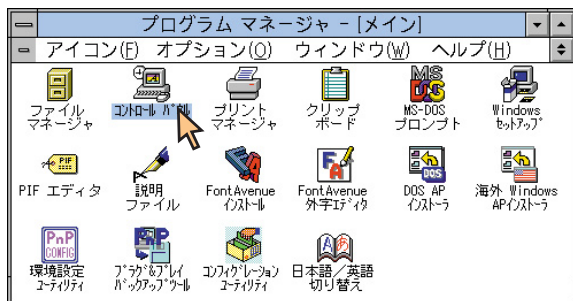 プログラム マネージャ - [メイン]
アイコン(F) オプション(O) ウィンドウ(W) ヘルプ(H)
ファイル
マネージャ
コントロール パネル
プリント
マネージャ
クリップ
ボード
MS-DOS
プロンプト
Windows
セットアップ
PIF エディタ
説明
ファイル
FontAvenue
インストール
FontAvenue
外字エディタ
DOS AP
インストーラ
海外 Windows
APインストーラ
環境設定
ユーティリティ
プラグ&プレイ
バックアップツール
コンフィグレーション
ユーティリティ
日本語/英語
切り替え